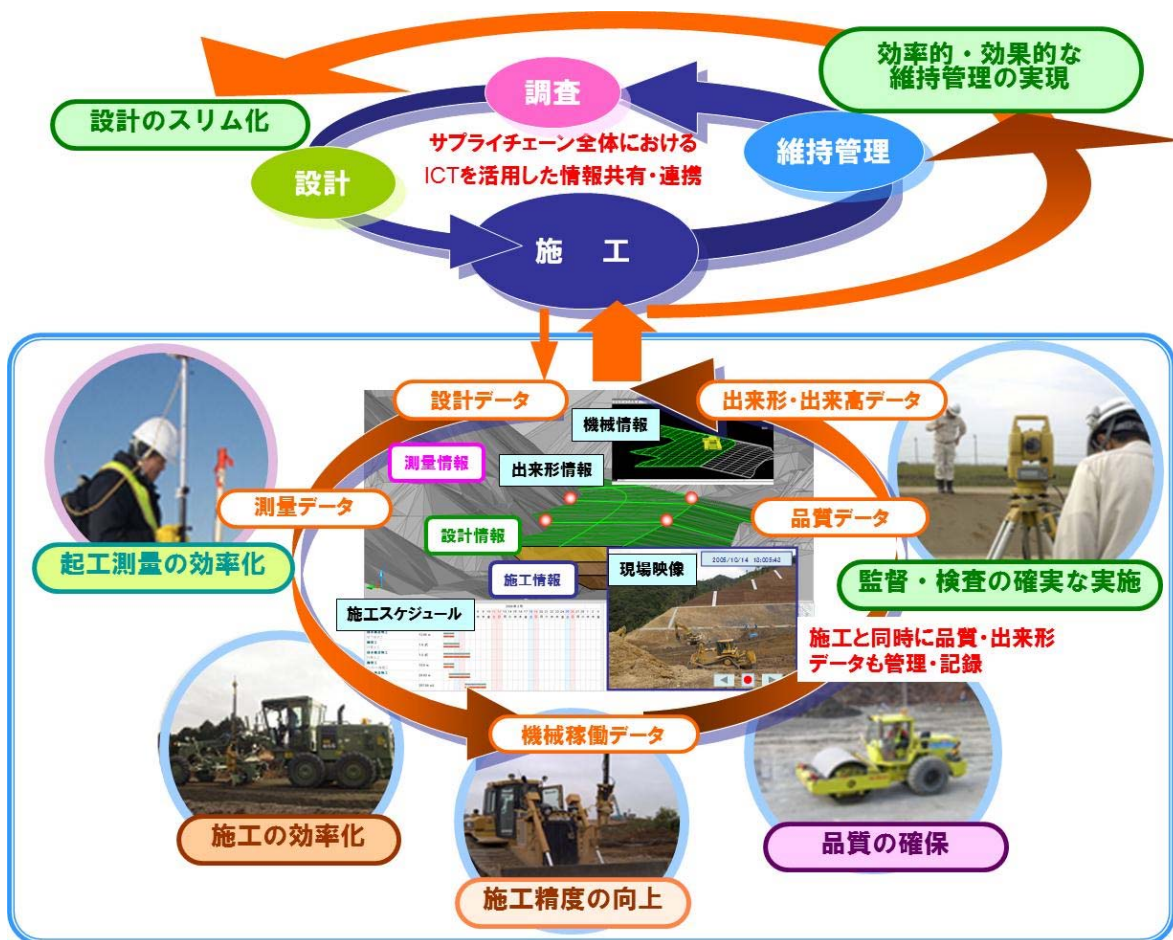 効率的・効果的な
維持管理の実現
調査
設計のスリム化
サプライチェーン全体における
ICTを活用した情報共有・連携
維持管理
設計
施　工
設計データ
出来形・出来高データ
機械情報
測量情報
出来形情報
測量データ
品質データ
設計情報
起工測量の効率化
施工情報
現場映像
監督・検査の確実な実施
施工スケジュール
施工と同時に品質・出来形
データも管理・記録
機械稼働データ
施工の効率化
品質の確保
施工精度の向上